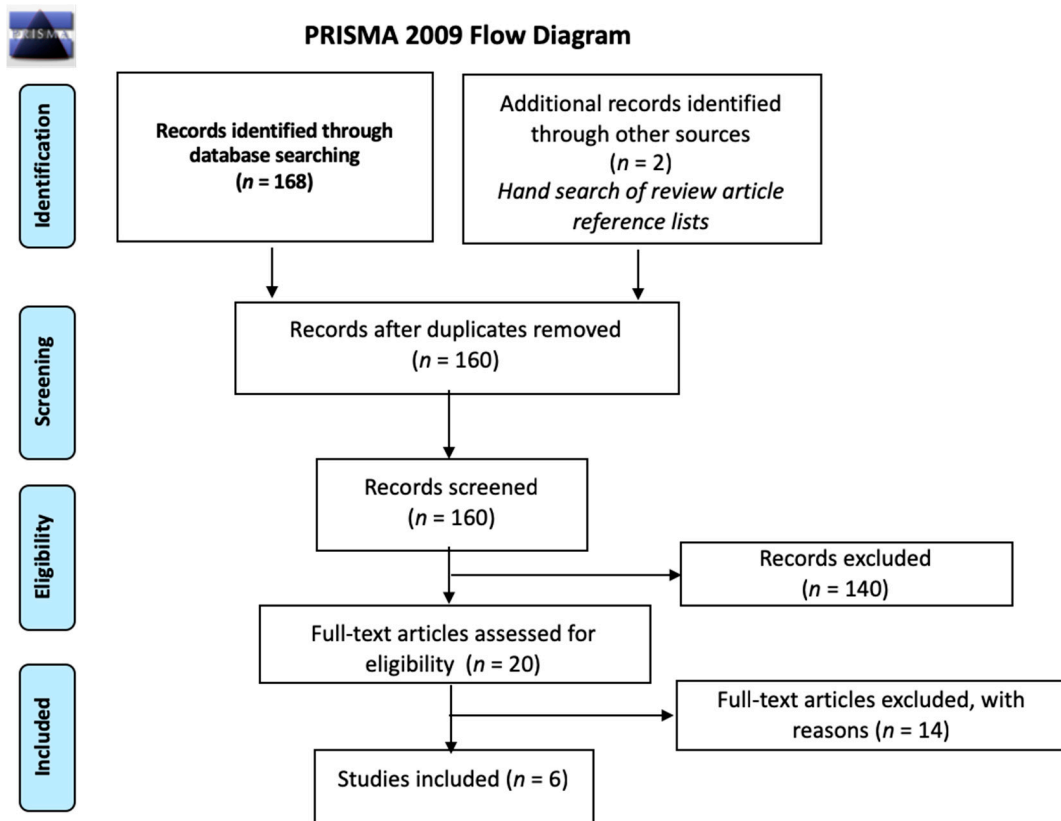 PRISMA
PRISMA 2009 Flow Diagram
Identification
Records identified through
database searching
(n = 168)
Additional records identified
through other sources
(n = 2)
Hand search of review article
reference lists
Screening
Records after duplicates removed
(n = 160)
Records screened
(n = 160)
Eligibility
Records excluded
(n = 140)
Full-text articles assessed for
eligibility (n = 20)
Included
Full-text articles excluded, with
reasons (n = 14)
Studies included (n = 6)